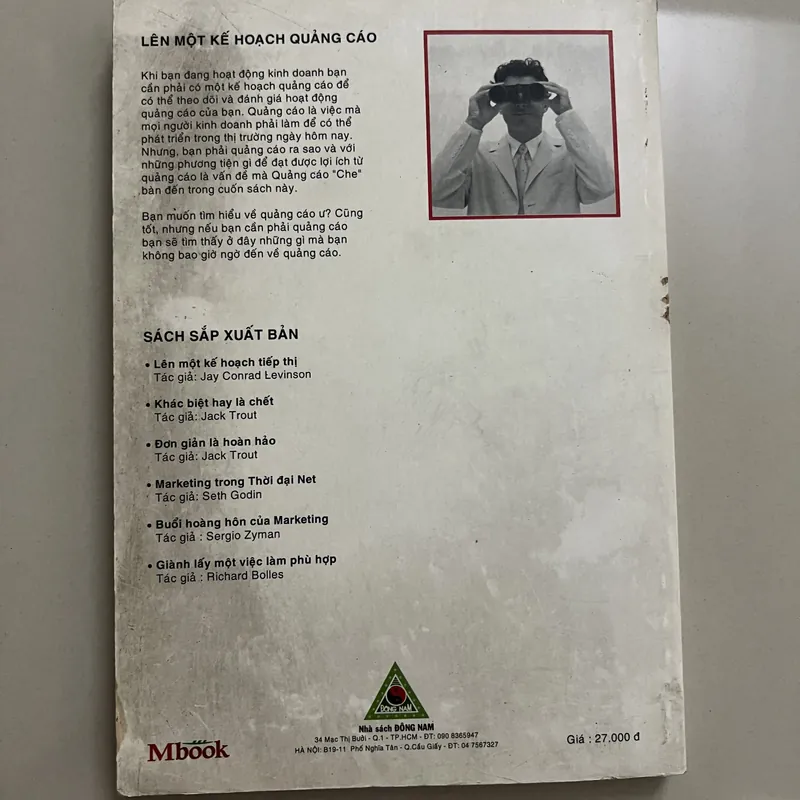 LÊN MỘT KẾ HOẠCH QUẢNG CÁO
Khi bạn đang hoạt động kinh doanh bạn
cần phải có một kế hoạch quảng cáo để
có thể theo dõi và đánh giá hoạt động
quảng cáo của bạn. Quảng cáo là việc mà
mọi người kinh doanh phải làm để có thể
phát triển trong thị trường ngày hôm nay.
Nhưng, bạn phải quảng cáo ra sao và với
những phương tiện gì để đạt được lợi ích từ
quảng cáo là vấn đề mà Quảng cáo "Che"
bàn đến trong cuốn sách này.
Bạn muốn tìm hiểu về quảng cáo ư? Cũng
tốt, nhưng nếu bạn cần phải quảng cáo
bạn sẽ tìm thấy ở đây những gì mà bạn
không bao giờ ngờ đến về quảng cáo.
SÁCH SẮP XUẤT BẢN
• Lên một kế hoạch tiếp thị
Tác giả: Jay Conrad Levinson
• Khác biệt hay là chết
Tác giả: Jack Trout
• Đơn giản là hoàn hảo
Tác giả: Jack Trout
• Marketing trong Thời đại Net
Tác giả: Seth Godin
• Buổi hoàng hôn của Marketing
Tác giả : Sergio Zyman
• Giành lấy một việc làm phù hợp
Tác giả : Richard Bolles
ĐÔNG NAM
Nhà sách ĐÔNG NAM
34 Mạc Thị Bưởi - Q.1 - TP.HCM - ĐT: 090 8365947
HÀ NỘI: B19-11 Phố Nghĩa Tân - Q.Cầu Giấy - ĐT: 04 7567327
Mbook
Giá : 27.000 đ